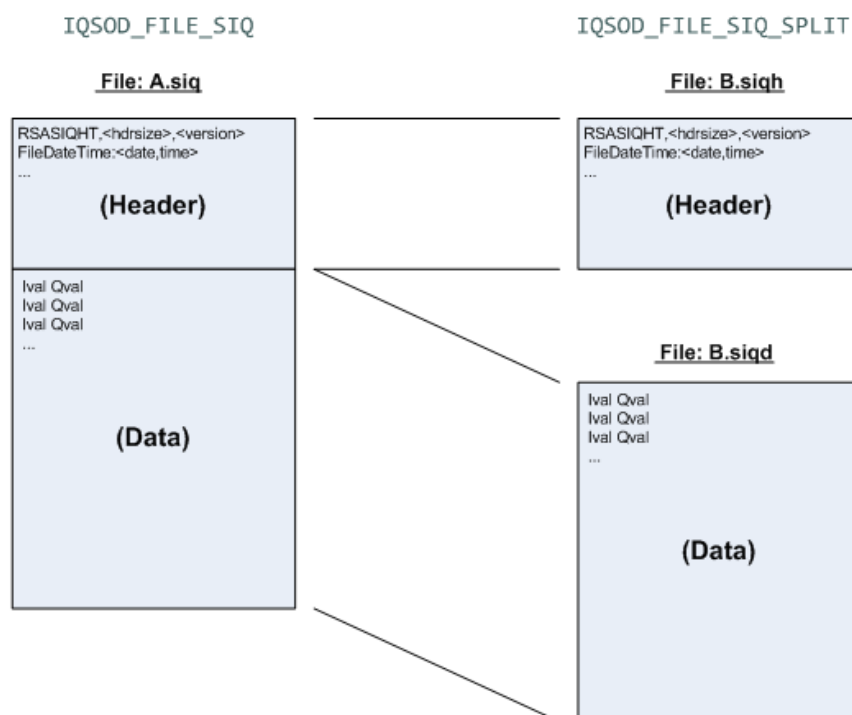 IQSOD_FILE_SIQ
File: A.siq
RSASIQHT,<hdrsize>,<version>
FileDateTime:<date,time>
...
(Header)
Ival Qval
Ival Qval
Ival Qval
...
(Data)
IQSOD_FILE_SIQ_SPLIT
File: B.siqh
RSASIQHT,<hdrsize>,<version>
FileDateTime:<date,time>
...
(Header)
File: B.siqd
Ival Qval
Ival Qval
Ival Qval
...
(Data)